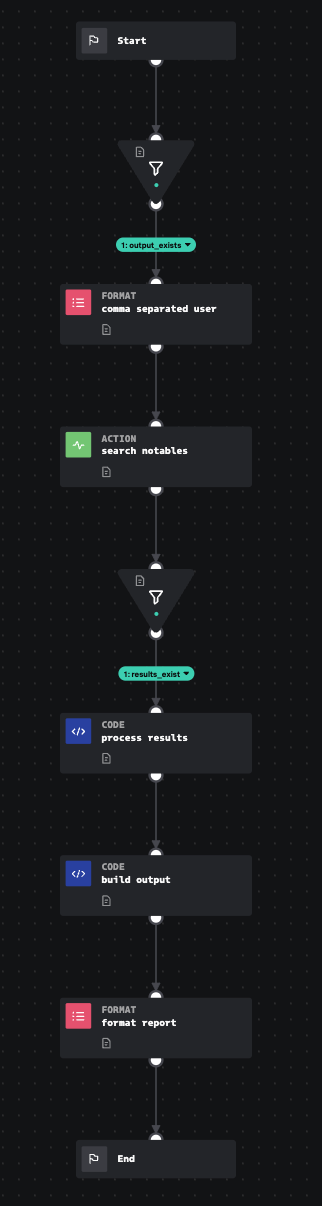 Start
1: output_exists
FORMAT
comma separated user
ACTION
search notables
1: results_exist
CODE
process results
CODE
build output
FORMAT
format report
End